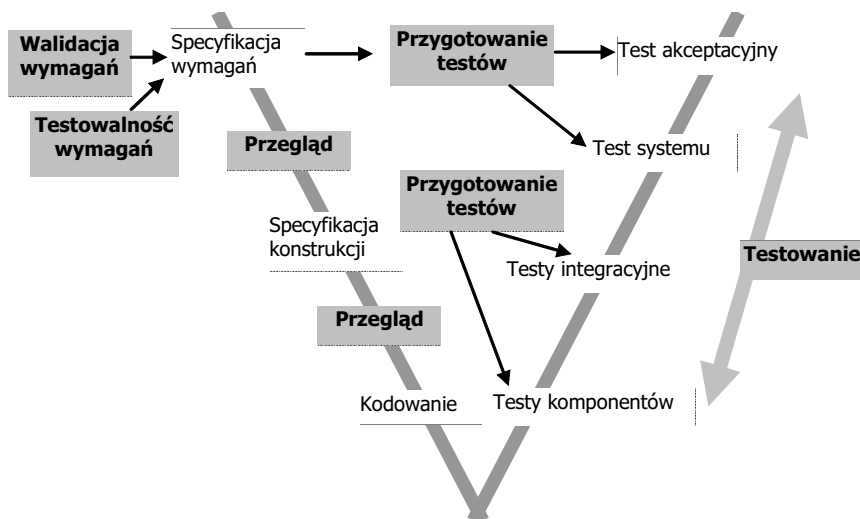 Walidacja
wymagań
Specyfikacja
wymagań
Przygotowanie
testów
Test akceptacyjny
Testowalność
wymagań
Przegląd
Test systemu
Przygotowanie
testów
Specyfikacja
konstrukcji
Testy integracyjne
Testowanie
Przegląd
Kodowanie
Testy komponentów